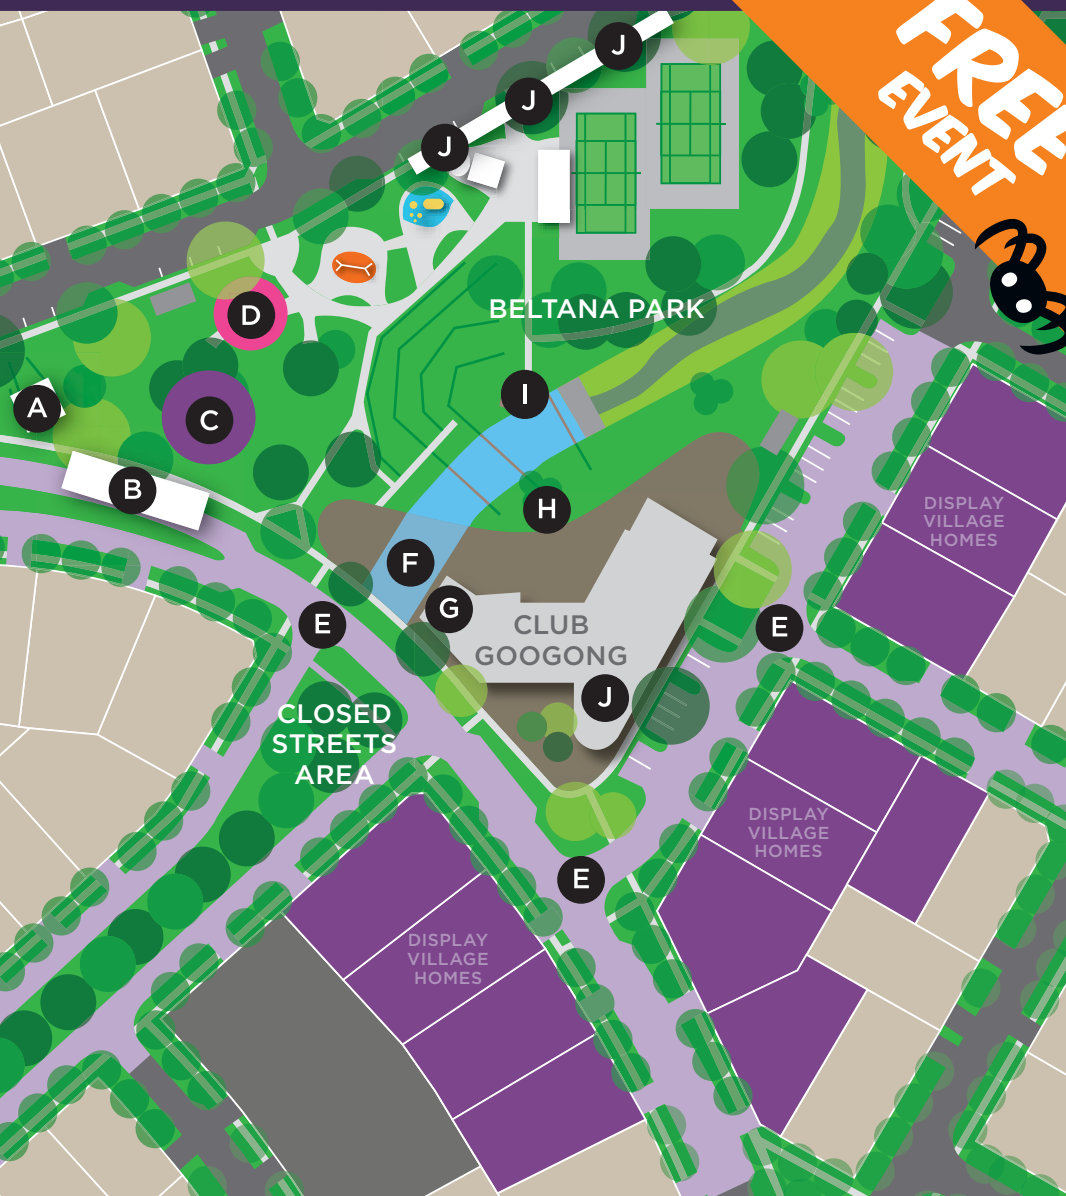 FREE
EVENT
J
J
J
D
BELTANA PARK
A
C
I
B
H
DISPLAY
VILLAGE
HOMES
F
G
E
CLUB
GOOGONG
E
J
CLOSED
STREETS
AREA
DISPLAY
VILLAGE
HOMES
E
DISPLAY
VILLAGE
HOMES